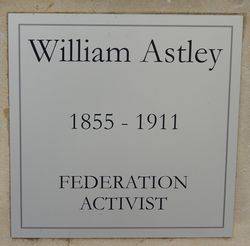 William Astley
1855 - 1911
FEDERATION
ACTIVIST